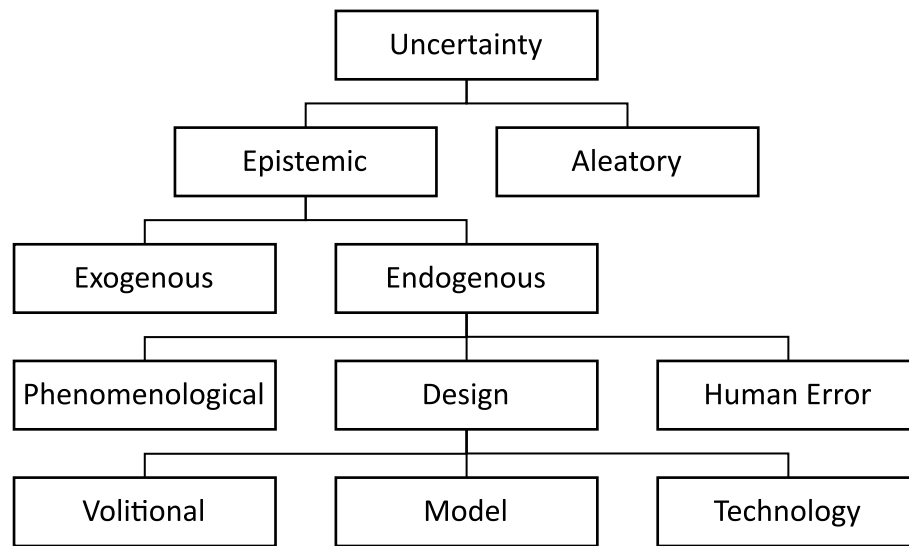 Uncertainty
Epistemic
Aleatory
Exogenous
Endogenous
Phenomenological
Design
Human Error
Volitional
Model
Technology